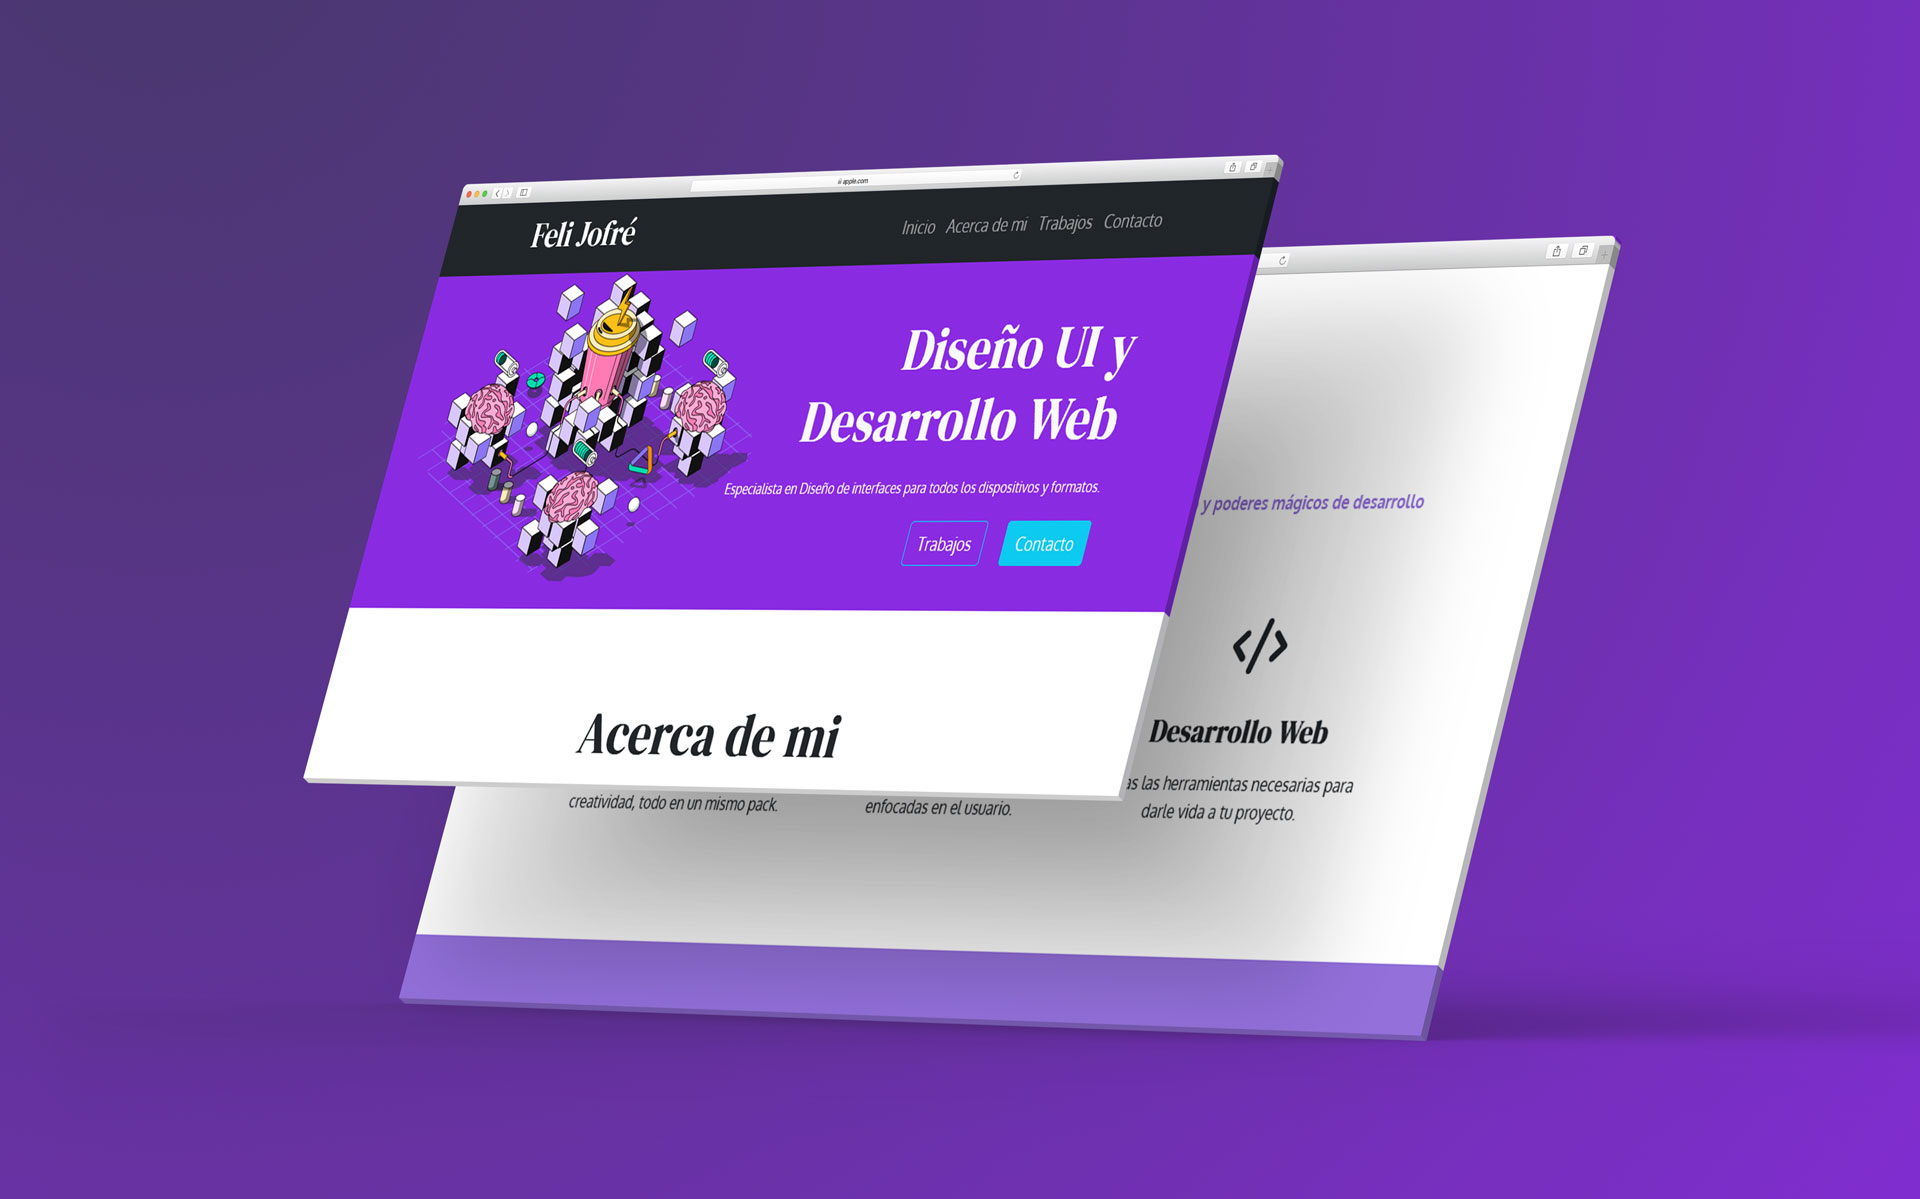 apple.com
Feli Jofré
Inicio Acerca de mi Trabajos Contacto
Diseño UI y
Desarrollo Web
Especialista en Diseño de interfaces para todos los dispositivos y formatos.
Trabajos Contacto
Acerca de mi
y poderes mágicos de desarrollo
</>
Desarrollo Web
as las herramientas necesarias para
darle vida a tu proyecto.
creatividad, todo en un mismo pack.
enfocadas en el usuario.